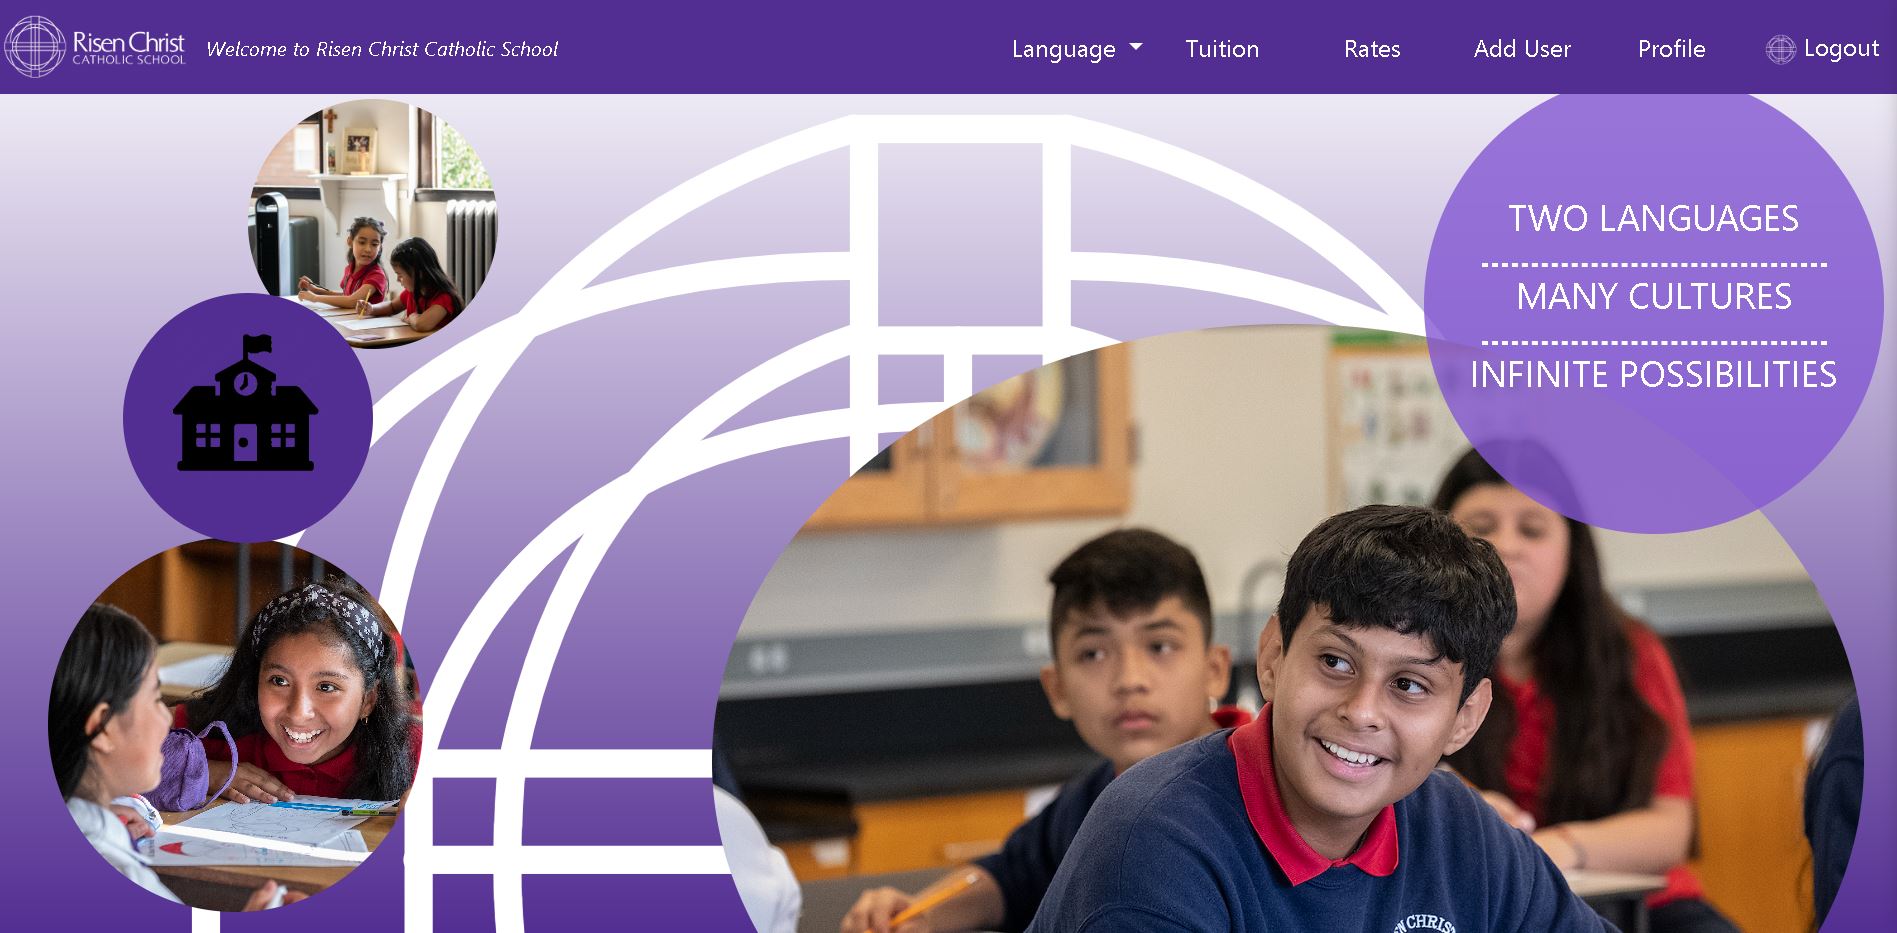 Risen Christ
CATHOLIC SCHOOL
Welcome to Risen Christ Catholic School
Language
Tuition
Rates
Add User
Profile
Logout
TWO LANGUAGES
MANY CULTURES
INFINITE POSSIBILITIES